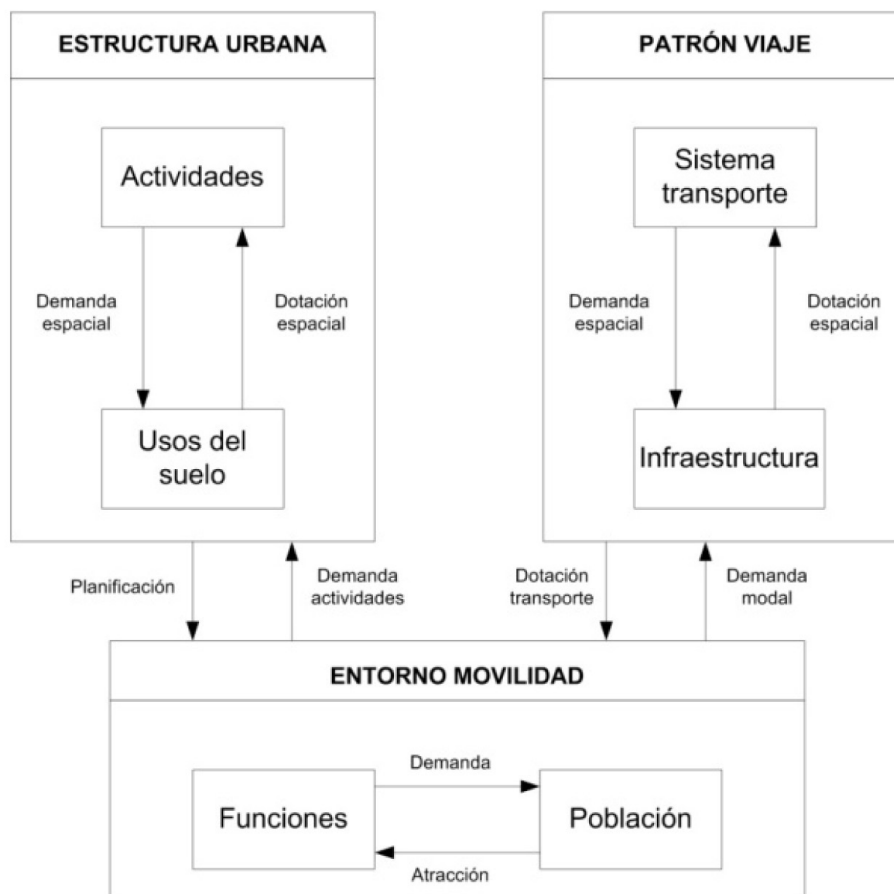 ESTRUCTURA URBANA
Actividades
Demanda
espacial
Dotación
espacial
Usos del
suelo
PATRÓN VIAJE
Sistema
transporte
Demanda
espacial
Dotación
espacial
Infraestructura
Planificación
Demanda
actividades
Dotación
transporte
Demanda
modal
ENTORNO MOVILIDAD
Demanda
Funciones
Población
Atracción